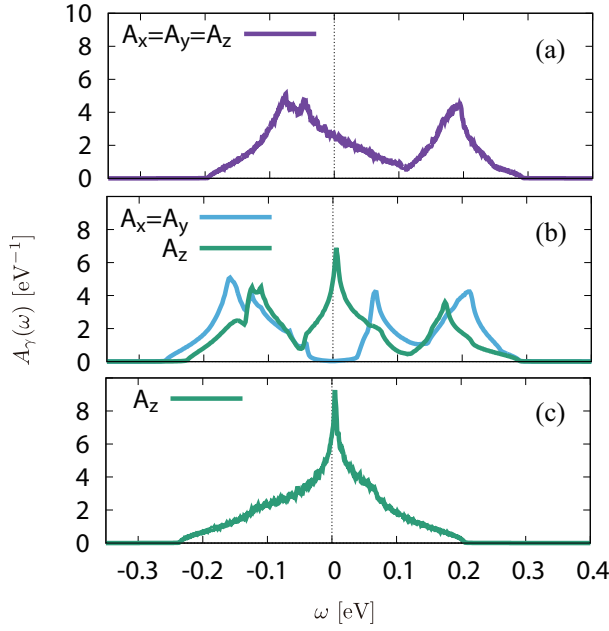 A_x=A_y=A_z
(a)
10
8
6
4
2
0
A_x=A_y
A_z
(b)
8
6
4
2
0
A_γ(ω) [eV⁻¹]
A_z
(c)
8
6
4
2
0
-0.3 -0.2 -0.1 0 0.1 0.2 0.3 0.4
ω [eV]